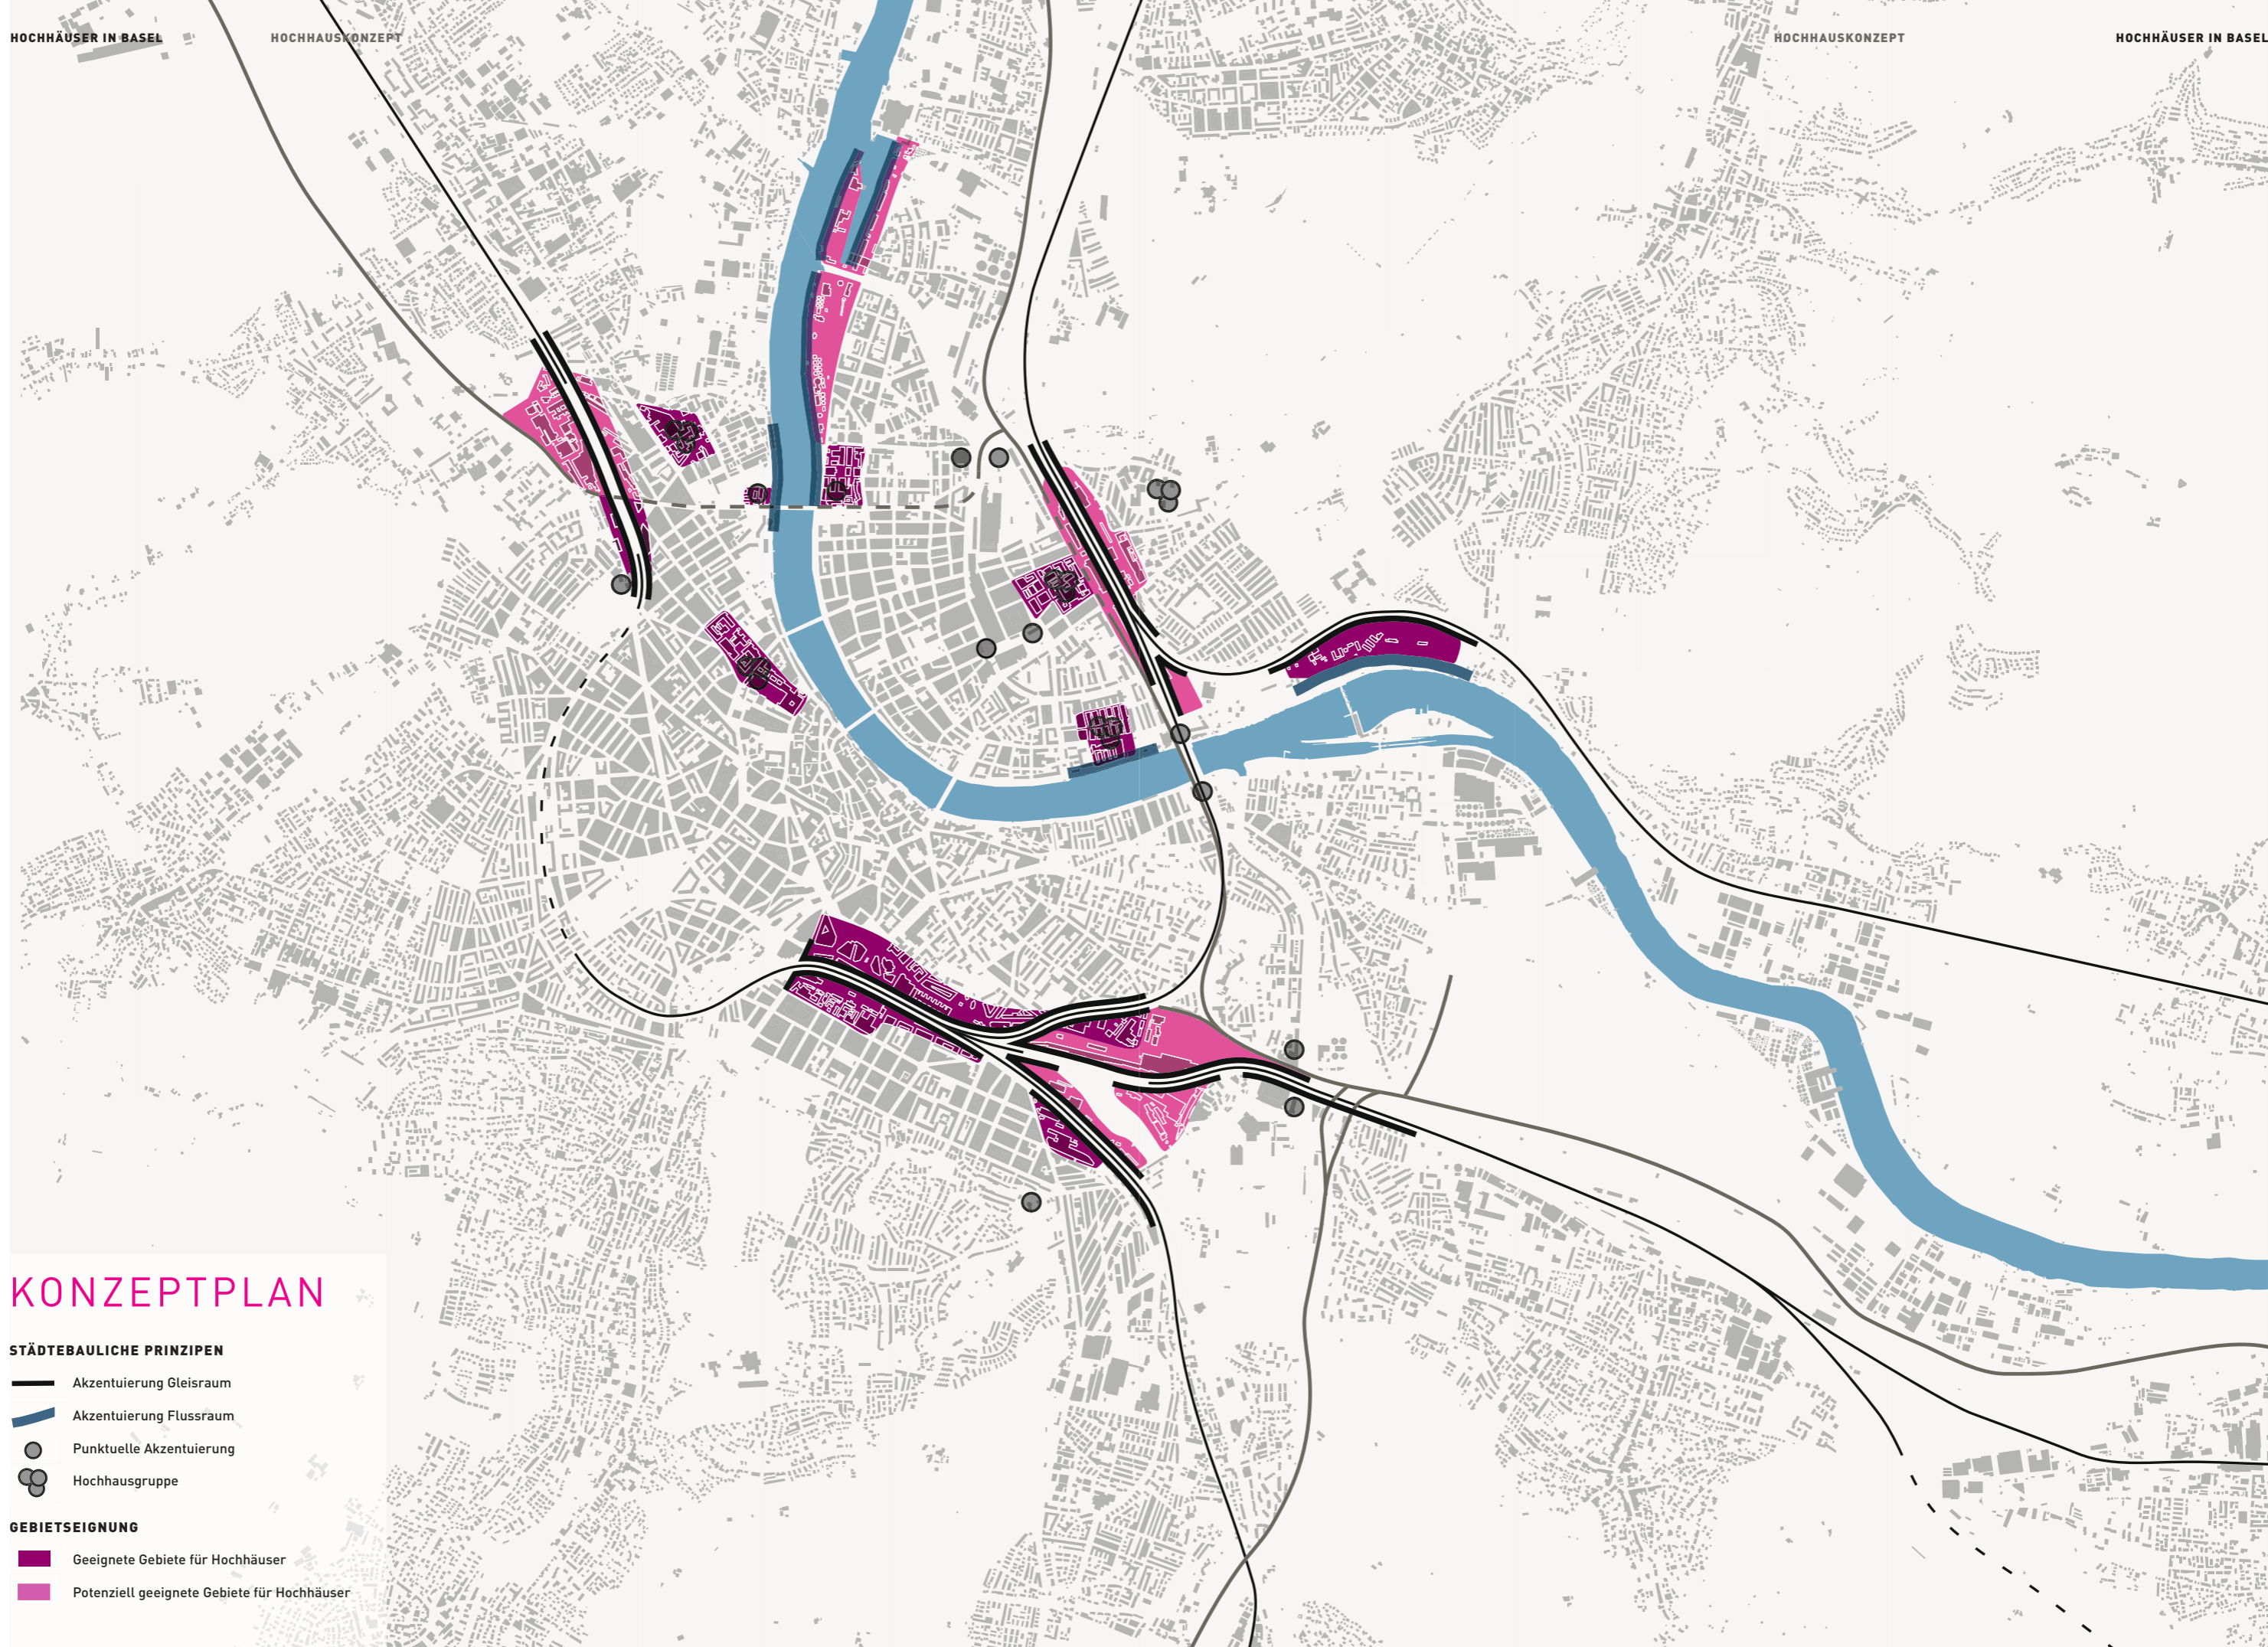 HOCHHÄUSER IN BASEL
HOCHHAUSKONZEPT
HOCHHAUSKONZEPT
HOCHHÄUSER IN BASEL
KONZEPTPLAN
STÄDTEBAULICHE PRINZIPEN
Akzentuierung Gleisraum
Akzentuierung Flussraum
Punktuelle Akzentuierung
Hochhausgruppe
GEBIETSEIGNUNG
Geeignete Gebiete für Hochhäuser
Potenziell geeignete Gebiete für Hochhäuser